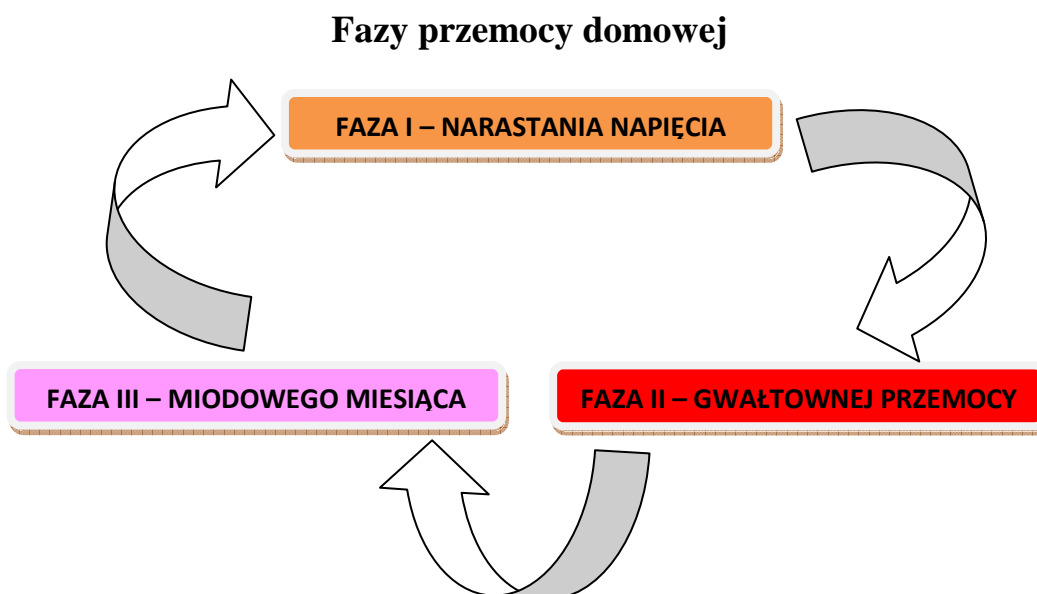 Fazy przemocy domowej
FAZA I – NARASTANIA NAPIĘCIA
FAZA III – MIODOWEGO MIESIĄCA
FAZA II – GWAŁTOWNEJ PRZEMOCY